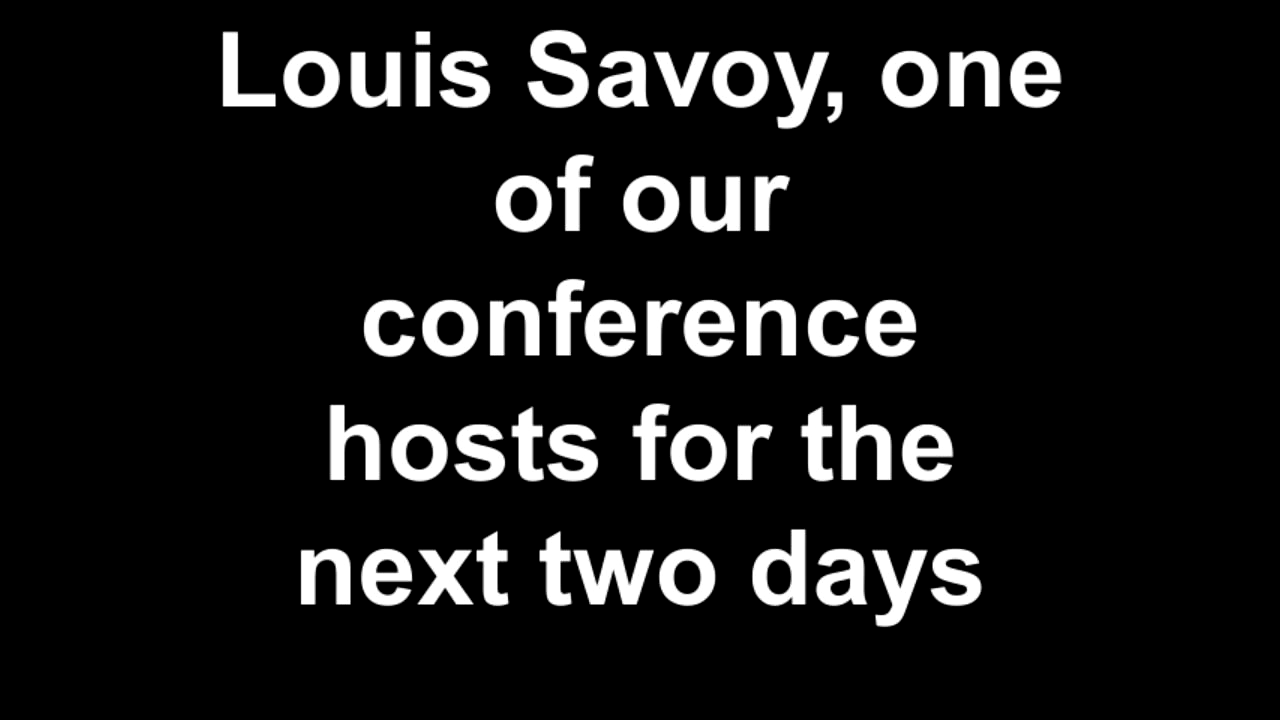 Louis Savoy, one
of our
conference
hosts for the
next two days